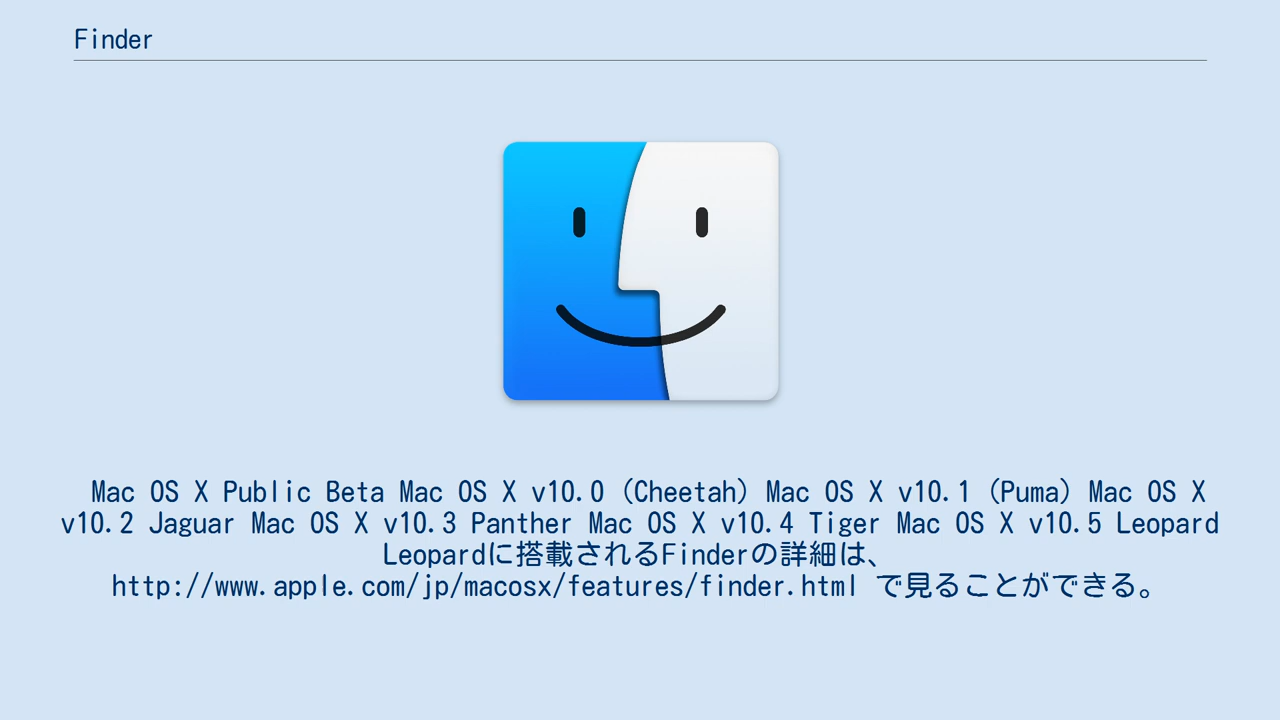 Finder
Mac OS X Public Beta Mac OS X v10.0 (Cheetah) Mac OS X v10.1 (Puma) Mac OS X
v10.2 Jaguar Mac OS X v10.3 Panther Mac OS X v10.4 Tiger Mac OS X v10.5 Leopard
Leopardに搭載されるFinderの詳細は、
http://www.apple.com/jp/macosx/features/finder.html で見ることができる。